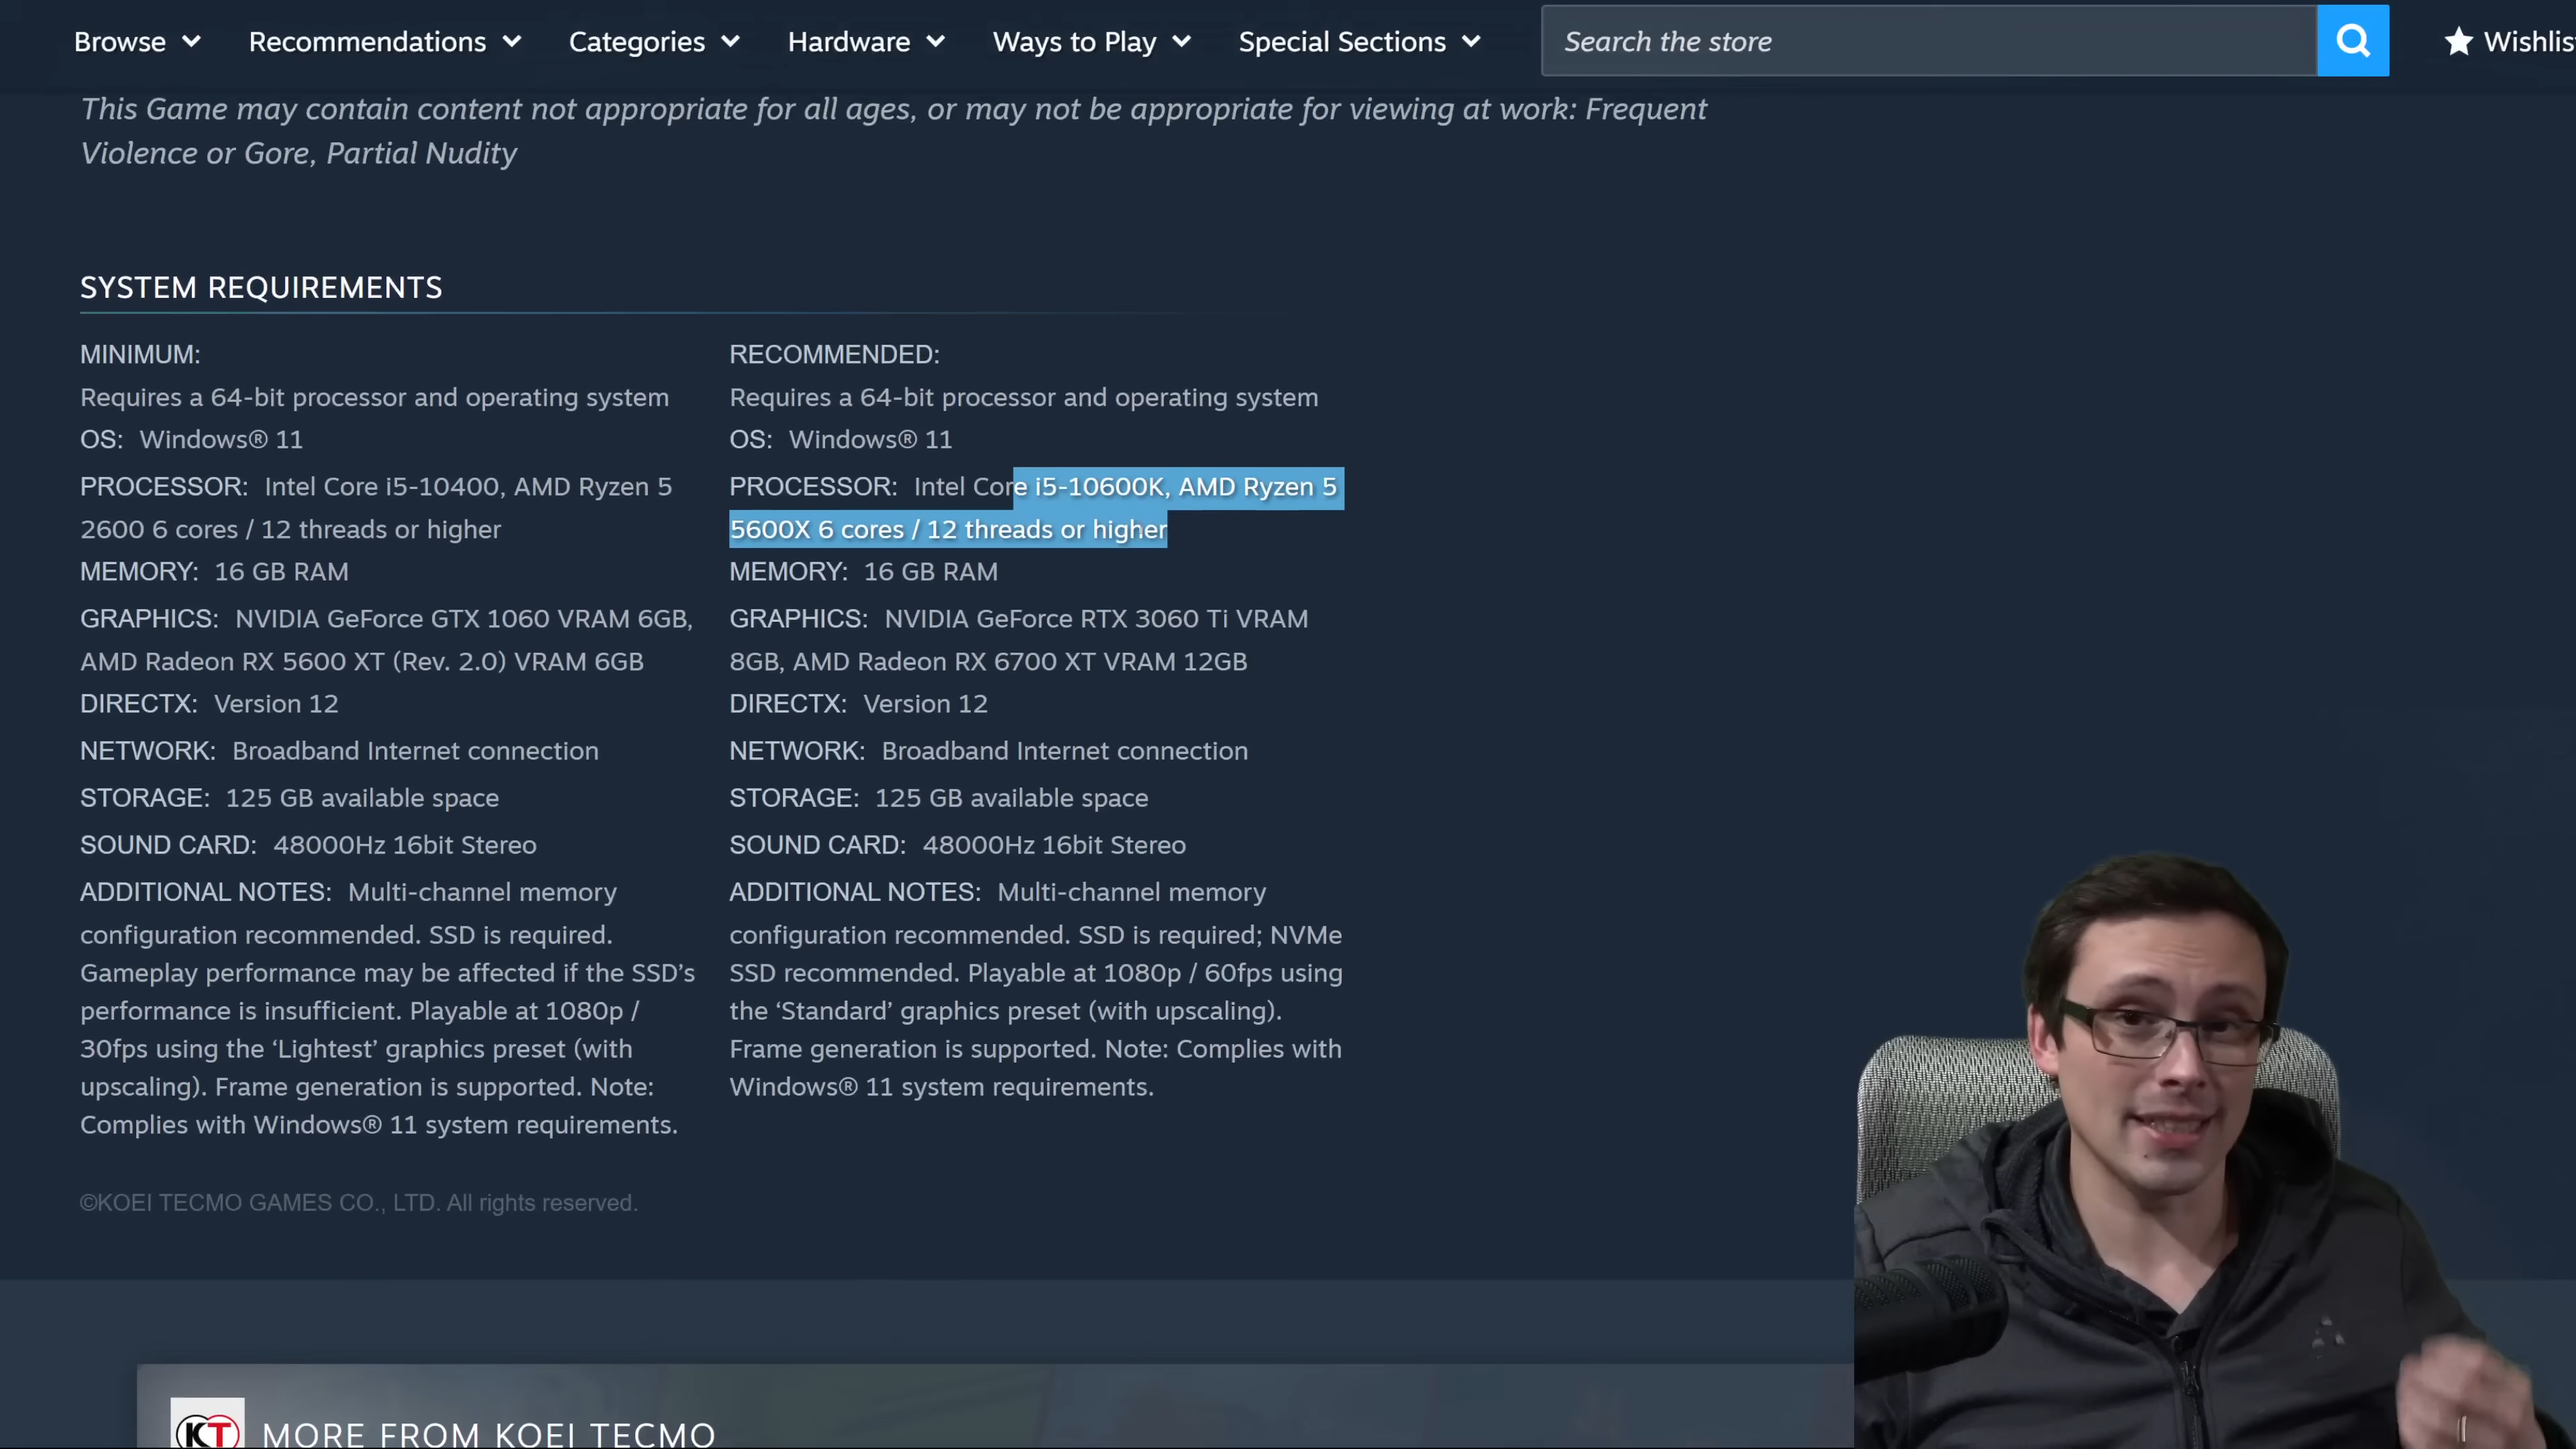 Browse Recommendations Categories Hardware Ways to Play Special Sections Search the store Wishlis
This Game may contain content not appropriate for all ages, or may not be appropriate for viewing at work: Frequent
Violence or Gore, Partial Nudity
SYSTEM REQUIREMENTS
MINIMUM:
Requires a 64-bit processor and operating system
OS: Windows® 11
PROCESSOR: Intel Core i5-10400, AMD Ryzen 5
2600 6 cores / 12 threads or higher
MEMORY: 16 GB RAM
GRAPHICS: NVIDIA GeForce GTX 1060 VRAM 6GB,
AMD Radeon RX 5600 XT (Rev. 2.0) VRAM 6GB
DIRECTX: Version 12
NETWORK: Broadband Internet connection
STORAGE: 125 GB available space
SOUND CARD: 48000Hz 16bit Stereo
ADDITIONAL NOTES: Multi-channel memory
configuration recommended. SSD is required.
Gameplay performance may be affected if the SSD’s
performance is insufficient. Playable at 1080p /
30fps using the ‘Lightest’ graphics preset (with
upscaling). Frame generation is supported. Note:
Complies with Windows® 11 system requirements.
RECOMMENDED:
Requires a 64-bit processor and operating system
OS: Windows® 11
PROCESSOR: Intel Core i5-10600K, AMD Ryzen 5
5600X 6 cores / 12 threads or higher
MEMORY: 16 GB RAM
GRAPHICS: NVIDIA GeForce RTX 3060 Ti VRAM
8GB, AMD Radeon RX 6700 XT VRAM 12GB
DIRECTX: Version 12
NETWORK: Broadband Internet connection
STORAGE: 125 GB available space
SOUND CARD: 48000Hz 16bit Stereo
ADDITIONAL NOTES: Multi-channel memory
configuration recommended. SSD is required; NVMe
SSD recommended. Playable at 1080p / 60fps using
the ‘Standard’ graphics preset (with upscaling).
Frame generation is supported. Note: Complies with
Windows® 11 system requirements.
©KOEI TECMO GAMES CO., LTD. All rights reserved.
KT MORE FROM KOEI TECMO